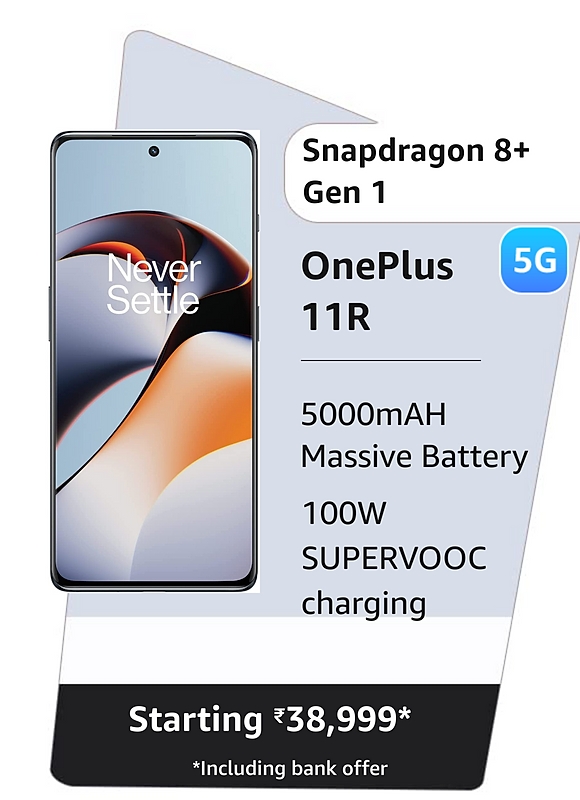 Snapdragon 8+
Gen 1
Never
Settle
OnePlus
11R
5G
5000mAH
Massive Battery
100W
SUPERVOOC
charging
Starting ₹38,999*
*Including bank offer